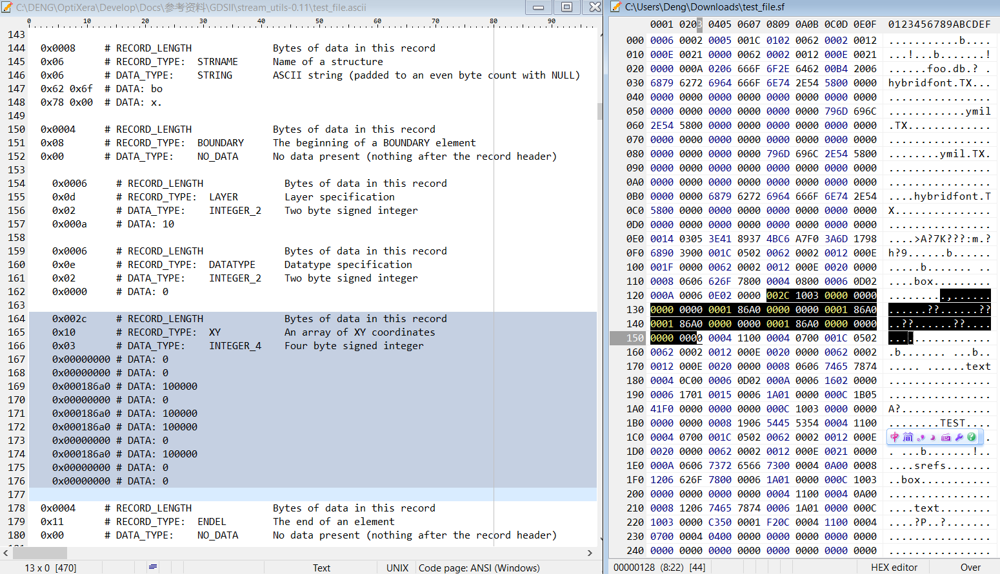 C:\DENG\OptiXera\Develop\Docs\参考资料\GDSII\stream_utils-0.11\test_file.ascii
0 10 20 30 40 50 60 70 80 90
143
144 0x0008 # RECORD_LENGTH Bytes of data in this record
145 0x06 # RECORD_TYPE: STRNAME Name of a structure
146 0x06 # DATA_TYPE: STRING ASCII string (padded to an even byte count with NULL)
147 0x62 0x6f # DATA: bo
148 0x78 0x00 # DATA: x.
149
150 0x0004 # RECORD_LENGTH Bytes of data in this record
151 0x08 # RECORD_TYPE: BOUNDARY The beginning of a BOUNDARY element
152 0x00 # DATA_TYPE: NO_DATA No data present (nothing after the record header)
153
154 0x0006 # RECORD_LENGTH Bytes of data in this record
155 0x0d # RECORD_TYPE: LAYER Layer specification
156 0x02 # DATA_TYPE: INTEGER_2 Two byte signed integer
157 0x000a # DATA: 10
158
159 0x0006 # RECORD_LENGTH Bytes of data in this record
160 0x0e # RECORD_TYPE: DATATYPE Datatype specification
161 0x02 # DATA_TYPE: INTEGER_2 Two byte signed integer
162 0x0000 # DATA: 0
163
164 0x002c # RECORD_LENGTH Bytes of data in this record
165 0x10 # RECORD_TYPE: XY An array of XY coordinates
166 0x03 # DATA_TYPE: INTEGER_4 Four byte signed integer
167 0x00000000 # DATA: 0
168 0x00000000 # DATA: 0
169 0x000186a0 # DATA: 100000
170 0x00000000 # DATA: 0
171 0x000186a0 # DATA: 100000
172 0x000186a0 # DATA: 100000
173 0x00000000 # DATA: 0
174 0x000186a0 # DATA: 100000
175 0x00000000 # DATA: 0
176 0x00000000 # DATA: 0
177
178 0x0004 # RECORD_LENGTH Bytes of data in this record
179 0x11 # RECORD_TYPE: ENDEL The end of an element
180 0x00 # DATA_TYPE: NO_DATA No data present (nothing after the record header)
13 x 0 [470] Text UNIX Code page: ANSI (Windows)
C:\Users\Deng\Downloads\test_file.sf
0001 0203 0405 0607 0809 0A0B 0C0D 0E0F 0123456789ABCDEF
000 0006 0002 0005 001C 0102 0062 0002 0012 ...........b....
010 000E 0021 0000 0062 0002 0012 000E 0021 ...!...b.......!
020 0000 000A 0206 666F 6F2E 6462 00B4 2006 ......foo.db.? .
030 6879 6272 6964 666F 6E74 2E54 5800 0000 hybridfont.TX...
040 0000 0000 0000 0000 0000 0000 0000 0000 ................
050 0000 0000 0000 0000 0000 0000 796D 696C ............ymil
060 2E54 5800 0000 0000 0000 0000 0000 0000 .TX.............
070 0000 0000 0000 0000 0000 0000 0000 0000 ................
080 0000 0000 0000 0000 796D 696C 2E54 5800 ........ymil.TX.
090 0000 0000 0000 0000 0000 0000 0000 0000 ................
0A0 0000 0000 0000 0000 0000 0000 0000 0000 ................
0B0 0000 0000 6879 6272 6964 666F 6E74 2E54 ....hybridfont.T
0C0 5800 0000 0000 0000 0000 0000 0000 0000 X...............
0D0 0000 0000 0000 0000 0000 0000 0000 0000 ................
0E0 0014 0305 3E41 8937 4BC6 A7F0 3A6D 1798 ....>A?7K???:m.?
0F0 6890 3900 001C 0502 0062 0002 0012 000E h?9......b......
100 001F 0000 0062 0002 0012 000E 0020 0000 .....b....... ..
110 0008 0606 626F 7800 0004 0800 0006 0D02 ....box.........
120 000A 0006 0E02 0000 002C 1003 0000 0000 .........,......
130 0000 0000 0001 86A0 0000 0000 0001 86A0 ......??......??
140 0001 86A0 0000 0000 0001 86A0 0000 0000 ..??......??....
150 0000 0000 0004 1100 0004 0700 001C 0502 ................
160 0062 0002 0012 000E 0020 0000 0062 0002 .b....... ...b..
170 0012 000E 0020 0000 0008 0606 7465 7874 ..... ......text
180 0004 0C00 0006 0D02 000A 0006 1602 0000 ................
190 0006 1701 0015 0006 1A01 0000 000C 1B05 ................
1A0 41F0 0000 0000 0000 000C 1003 0000 0000 A?..............
1B0 0000 0000 0008 1906 5445 5354 0004 1100 ........TEST....
1C0 0004 0700 001C 0502 0062 0002 0012 000E
中 简
1D0 0020 0000 0062 0002 0012 000E 0021 0000 . ...b.......!..
1E0 000A 0606 7372 6566 7300 0004 0A00 0008 ....srefs.......
1F0 1206 626F 7800 0006 1A01 0000 000C 1003 ..box...........
200 0000 0000 0000 0000 0004 1100 0004 0A00 ................
210 0008 1206 7465 7874 0006 1A01 0000 000C ....text........
220 1003 0000 C350 0001 F20C 0004 1100 0004 ....?P..?.......
230 0700 0004 0400 0000 0000 0000 0000 0000 ................
240 0000 0000 0000 0000 0000 0000 0000 0000 ................
00000128 (8:22) [44] HEX editor Over